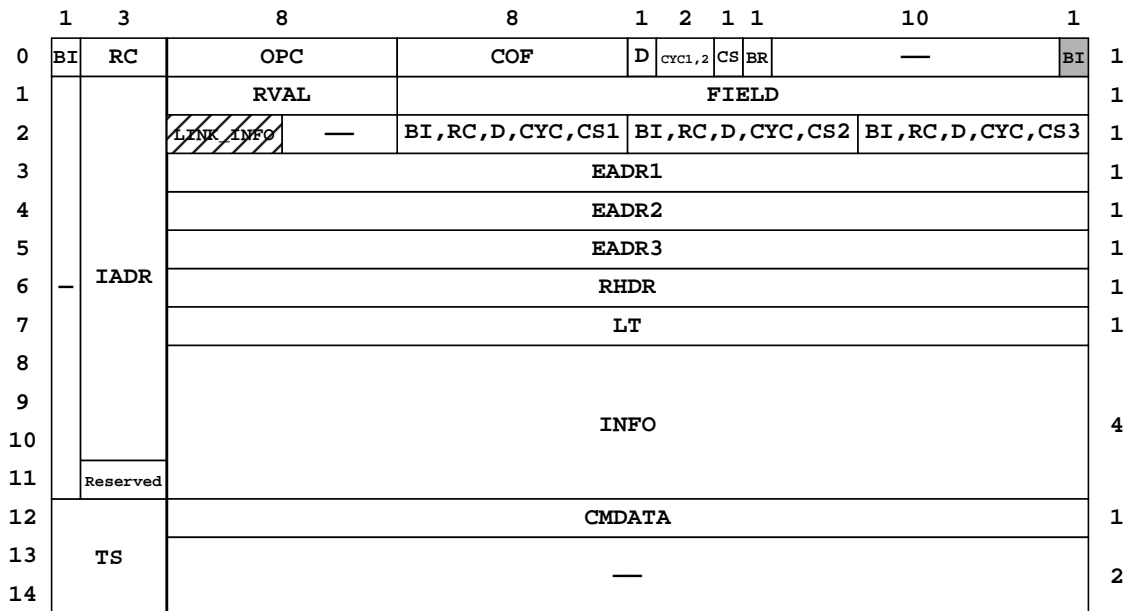 1 3 8 8 1 2 1 1 10 1
0 BI RC OPC COF D CYC1,2 CS BR — BI 1
1 RVAL FIELD 1
2 LINK_INFO — BI,RC,D,CYC,CS1 BI,RC,D,CYC,CS2 BI,RC,D,CYC,CS3 1
3 EADR1 1
4 EADR2 1
5 EADR3 1
6 — IADR RHDR 1
7 LT 1
8
9
INFO 4
10
11 Reserved
12 CMDATA 1
13 TS
— 2
14